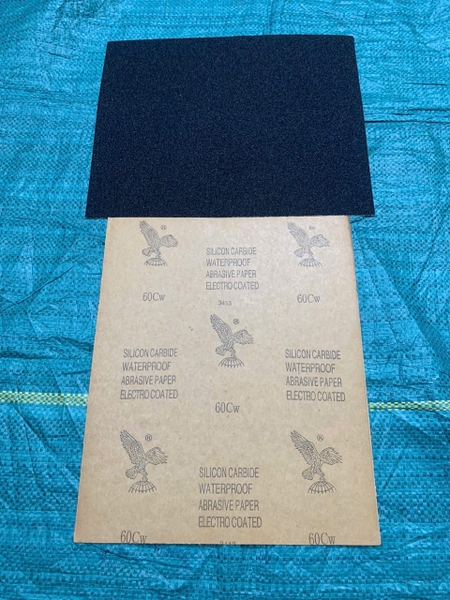 ®
®
SILICON CARBIDE
WATERPROOF
ABRASIVE PAPER
ELECTRO COATED
60Cw
60Cw
3413
®
SILICON CARBIDE
WATERPROOF
ABRASIVE PAPER
ELECTRO COATED
SILICON CARBIDE
WATERPROOF
ABRASIVE PAPER
ELECTRO COATED
60Cw
®
®
SILICON CARBIDE
WATERPROOF
ABRASIVE PAPER
ELECTRO COATED
60Cw
60Cw